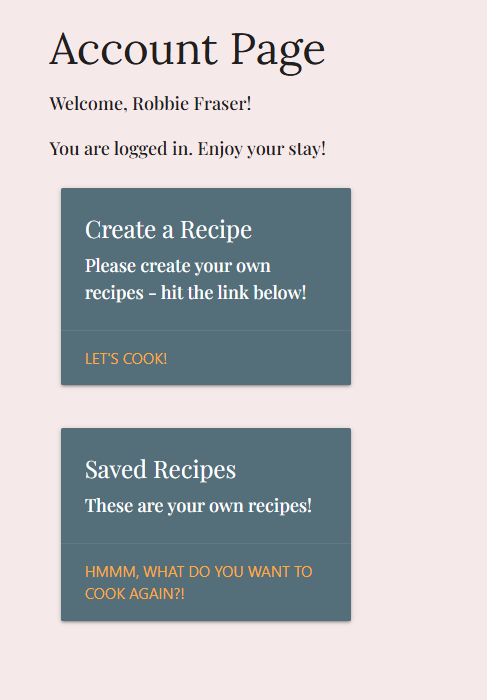 Account Page
Welcome, Robbie Fraser!
You are logged in. Enjoy your stay!
Create a Recipe
Please create your own
recipes - hit the link below!
LET'S COOK!
Saved Recipes
These are your own recipes!
HMMM, WHAT DO YOU WANT TO
COOK AGAIN?!